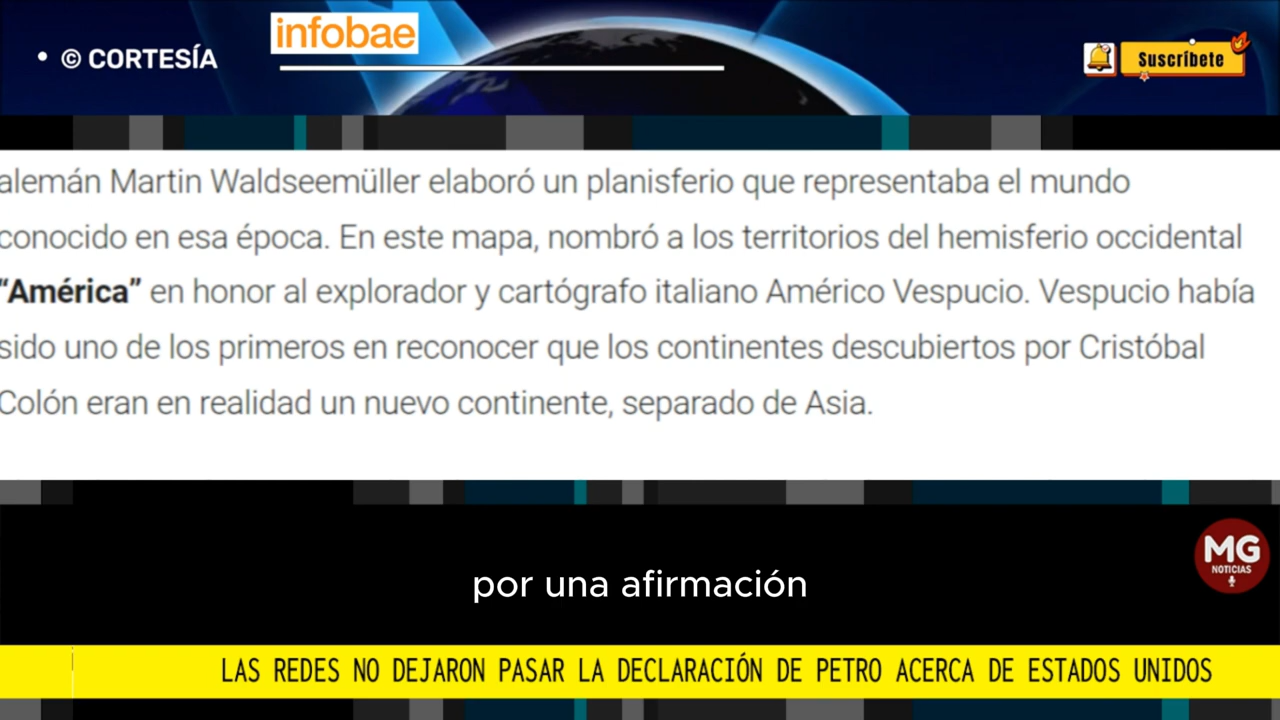 infobae
• © CORTESÍA
Suscríbete
alemán Martin Waldseemüller elaboró un planisferio que representaba el mundo
conocido en esa época. En este mapa, nombró a los territorios del hemisferio occidental
“América” en honor al explorador y cartógrafo italiano Américo Vespucio. Vespucio había
sido uno de los primeros en reconocer que los continentes descubiertos por Cristóbal
Colón eran en realidad un nuevo continente, separado de Asia.
MG
NOTICIAS
por una afirmación
LAS REDES NO DEJARON PASAR LA DECLARACIÓN DE PETRO ACERCA DE ESTADOS UNIDOS